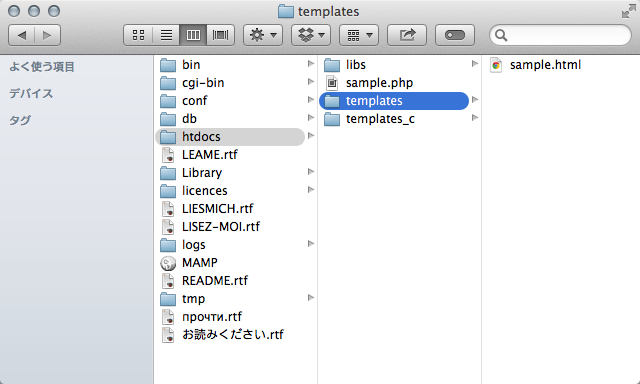 templates
よく使う項目
デバイス
タグ
bin
cgi-bin
conf
db
htdocs
LEAME.rtf
Library
licences
LIESMICH.rtf
LISEZ-MOI.rtf
logs
MAMP
README.rtf
tmp
прочти.rtf
お読みください.rtf
libs
sample.php
templates
templates_c
sample.html